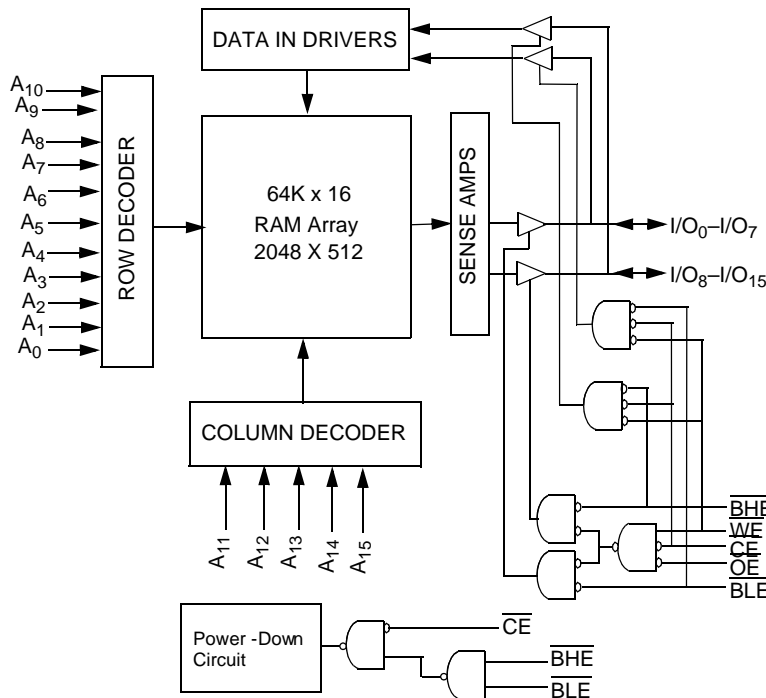 DATA IN DRIVERS
A10
A9
A8
A7
A6
A5
A4
A3
A2
A1
A0
ROW DECODER
64K x 16
RAM Array
2048 X 512
SENSE AMPS
I/O0–I/O7
I/O8–I/O15
COLUMN DECODER
A11
A12
A13
A14
A15
BHE
WE
CE
OE
BLE
Power -Down
Circuit
CE
BHE
BLE